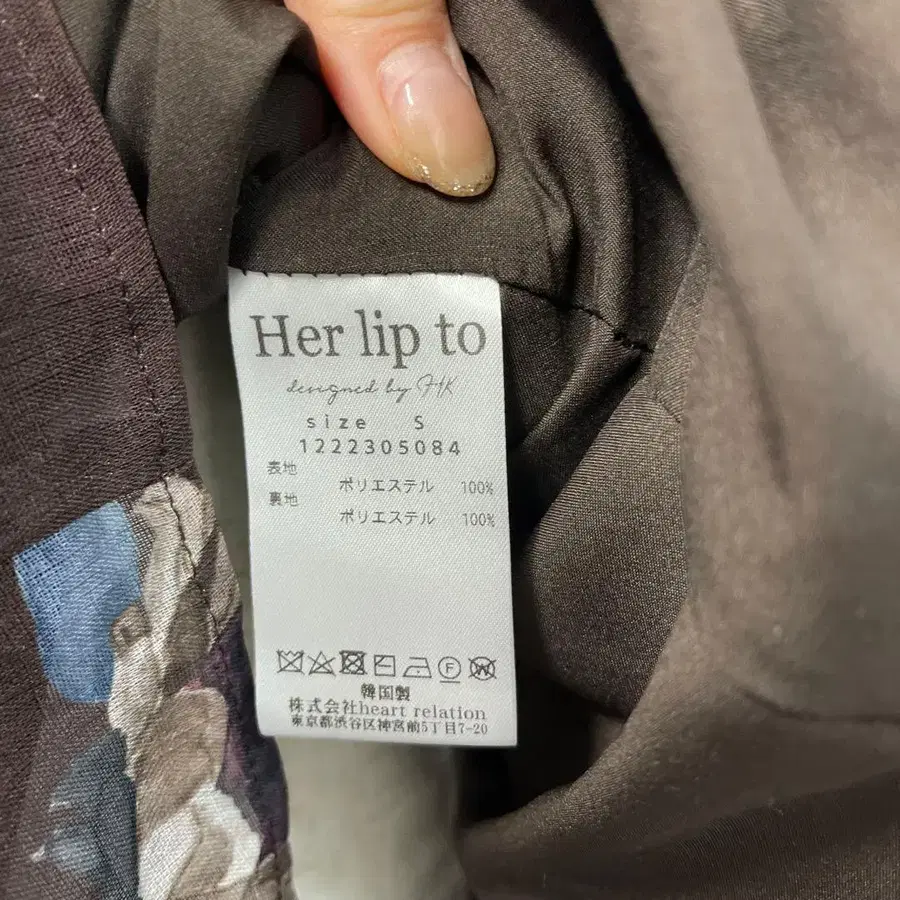 Her lip to
designed by HK
size S
1222305084
表地
ポリエステル 100%
裏地
ポリエステル 100%
F W
韓国製
株式会社heart relation
東京都渋谷区神宮前5丁目7-20